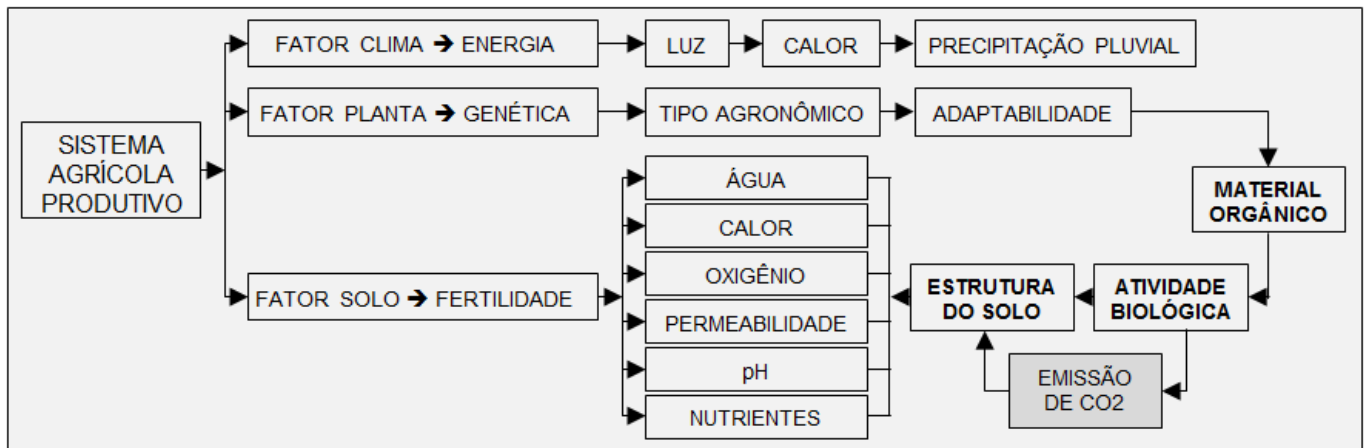 FATOR CLIMA ➔ ENERGIA
LUZ
CALOR
PRECIPITAÇÃO PLUVIAL
FATOR PLANTA ➔ GENÉTICA
TIPO AGRONÔMICO
ADAPTABILIDADE
SISTEMA
AGRÍCOLA
PRODUTIVO
MATERIAL
ORGÂNICO
FATOR SOLO ➔ FERTILIDADE
ÁGUA
CALOR
OXIGÊNIO
PERMEABILIDADE
pH
NUTRIENTES
ESTRUTURA
DO SOLO
ATIVIDADE
BIOLÓGICA
EMISSÃO
DE CO2